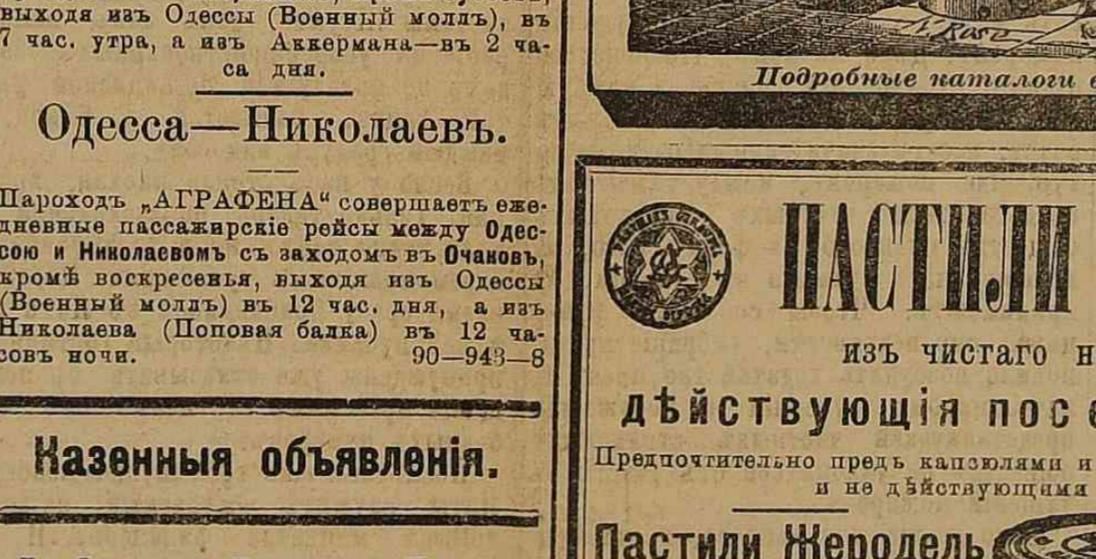 выходя изъ Одессы (Военный моллъ), въ
7 час. утра, а изъ Аккермана—въ 2 ча-
са дня.
Одесса—Николаевъ.
Пароходъ „АГРАФЕНА“ совершаетъ еже-
дневные пассажирскіе рейсы между Одес-
сою и Николаевомъ съ заходомъ въ Очаковъ,
кромѣ воскресенья, выходя изъ Одессы
(Военный моллъ) въ 12 час. дня, а изъ
Николаева (Поповая балка) въ 12 ча-
совъ ночи. 90—943—8
Казенныя объявленія.
Подробные каталоги
ПАСТИЛИ
изъ чистаго
дѣйствующія
Предпочтительно предъ капсюлями и
и не дѣйствующими
Пастили Жеродель